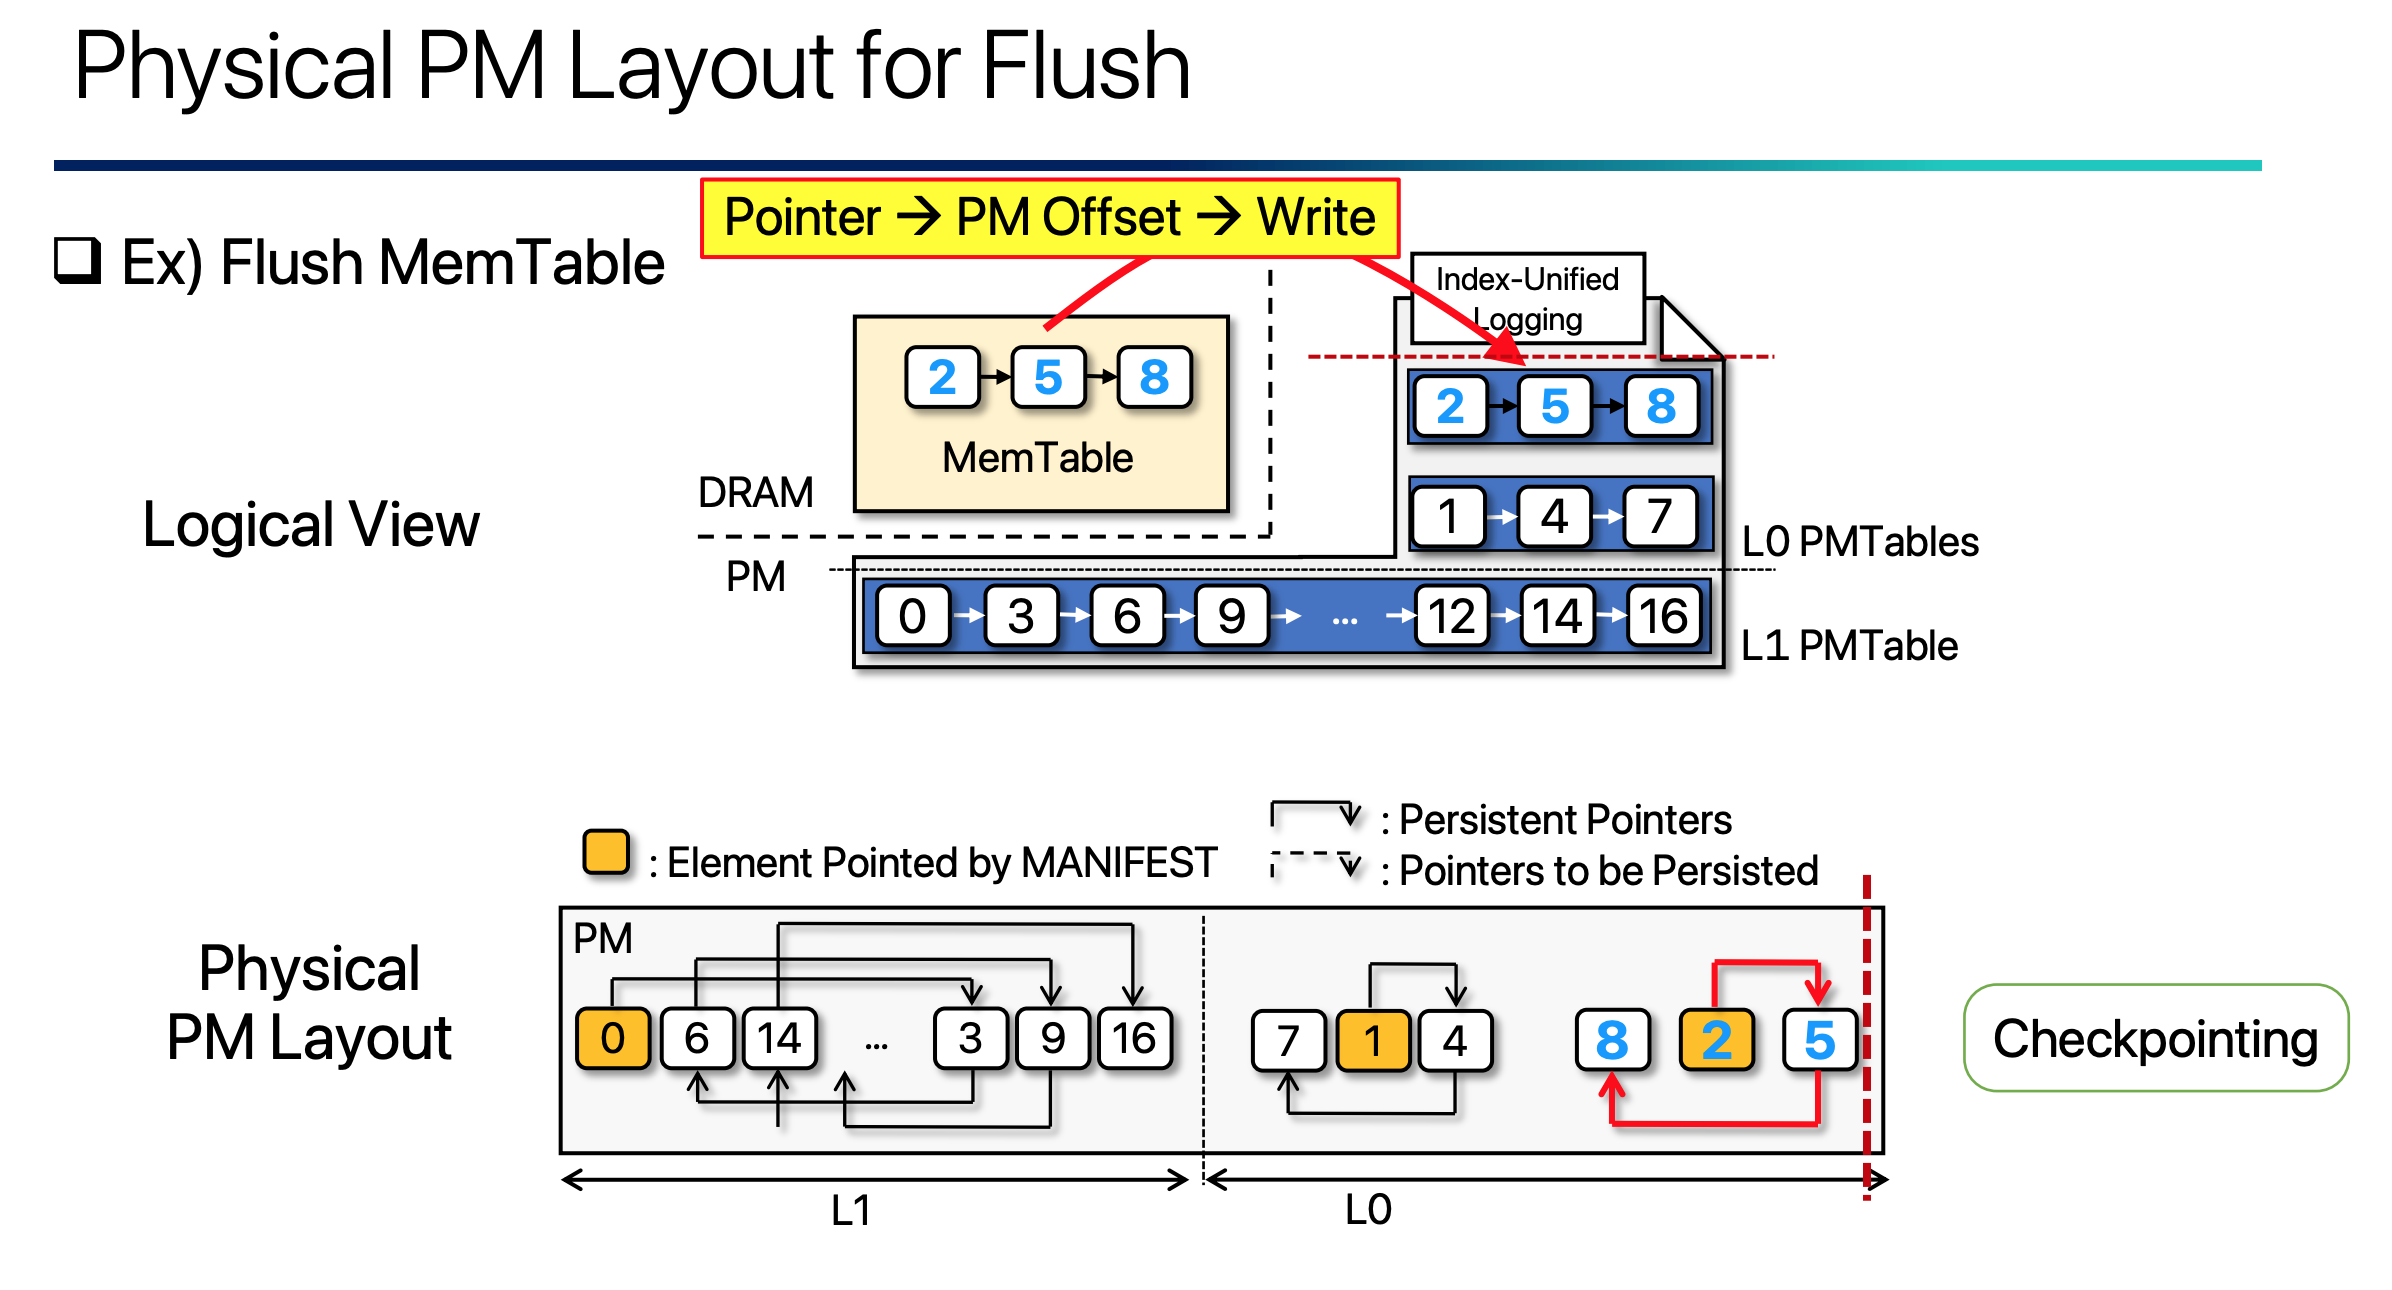 Physical PM Layout for Flush
Pointer → PM Offset → Write
❑ Ex) Flush MemTable
Index-Unified
Logging
2 5 8
MemTable
2 5 8
DRAM
Logical View
1 4 7
L0 PMTables
PM
0 3 6 9 ... 12 14 16
L1 PMTable
: Persistent Pointers
: Element Pointed by MANIFEST
: Pointers to be Persisted
PM
Physical
PM Layout
0 6 14 ... 3 9 16
7 1 4
8 2 5
Checkpointing
L1
L0